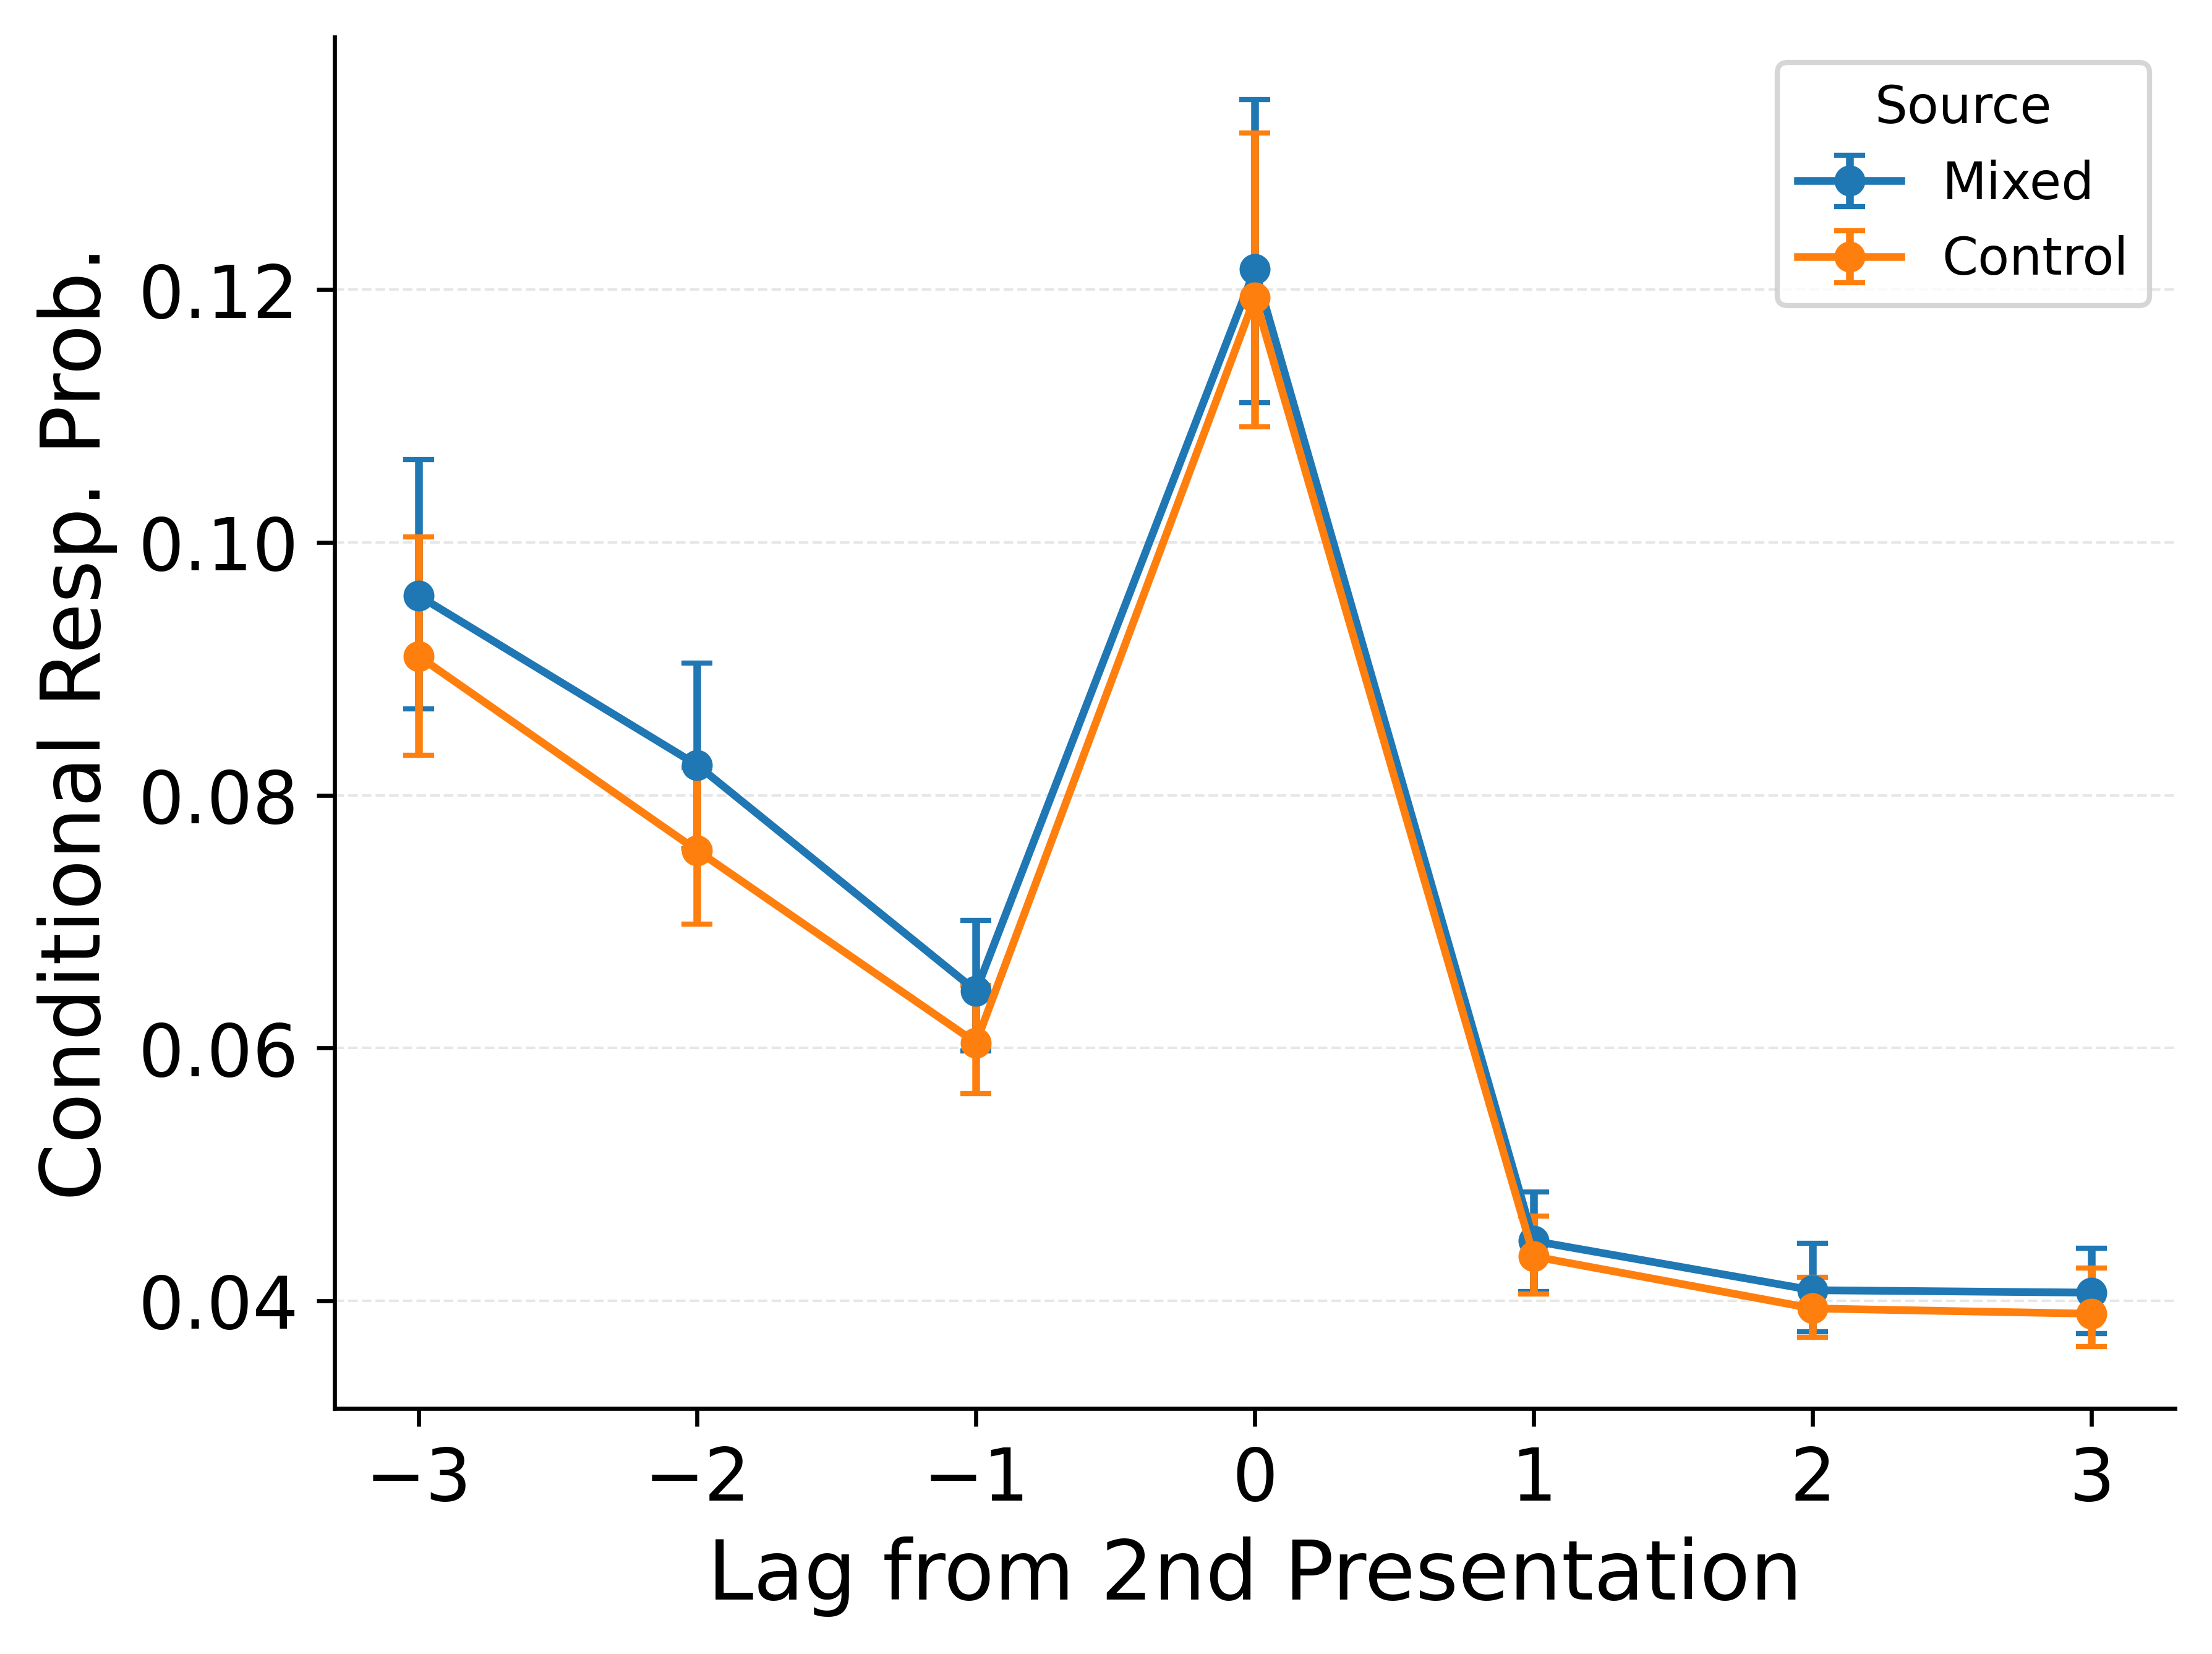 Source
Mixed
Control
Conditional Resp. Prob.
0.12
0.10
0.08
0.06
0.04
−3 −2 −1 0 1 2 3
Lag from 2nd Presentation